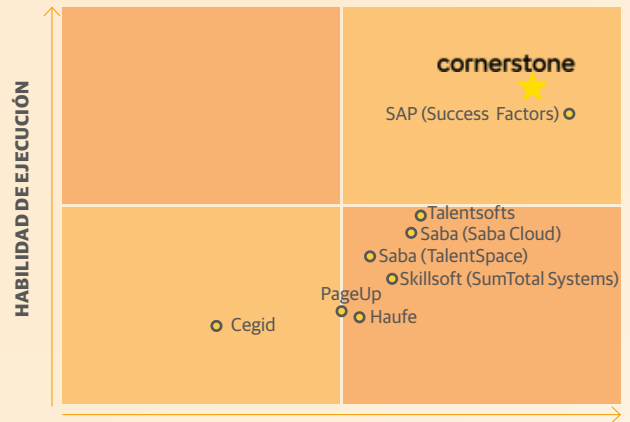 HABILIDAD DE EJECUCIÓN
cornerstone
SAP (Success Factors)
Talentsofts
Saba (Saba Cloud)
Saba (TalentSpace)
Skillsoft (SumTotal Systems)
PageUp
Haufe
Cegid